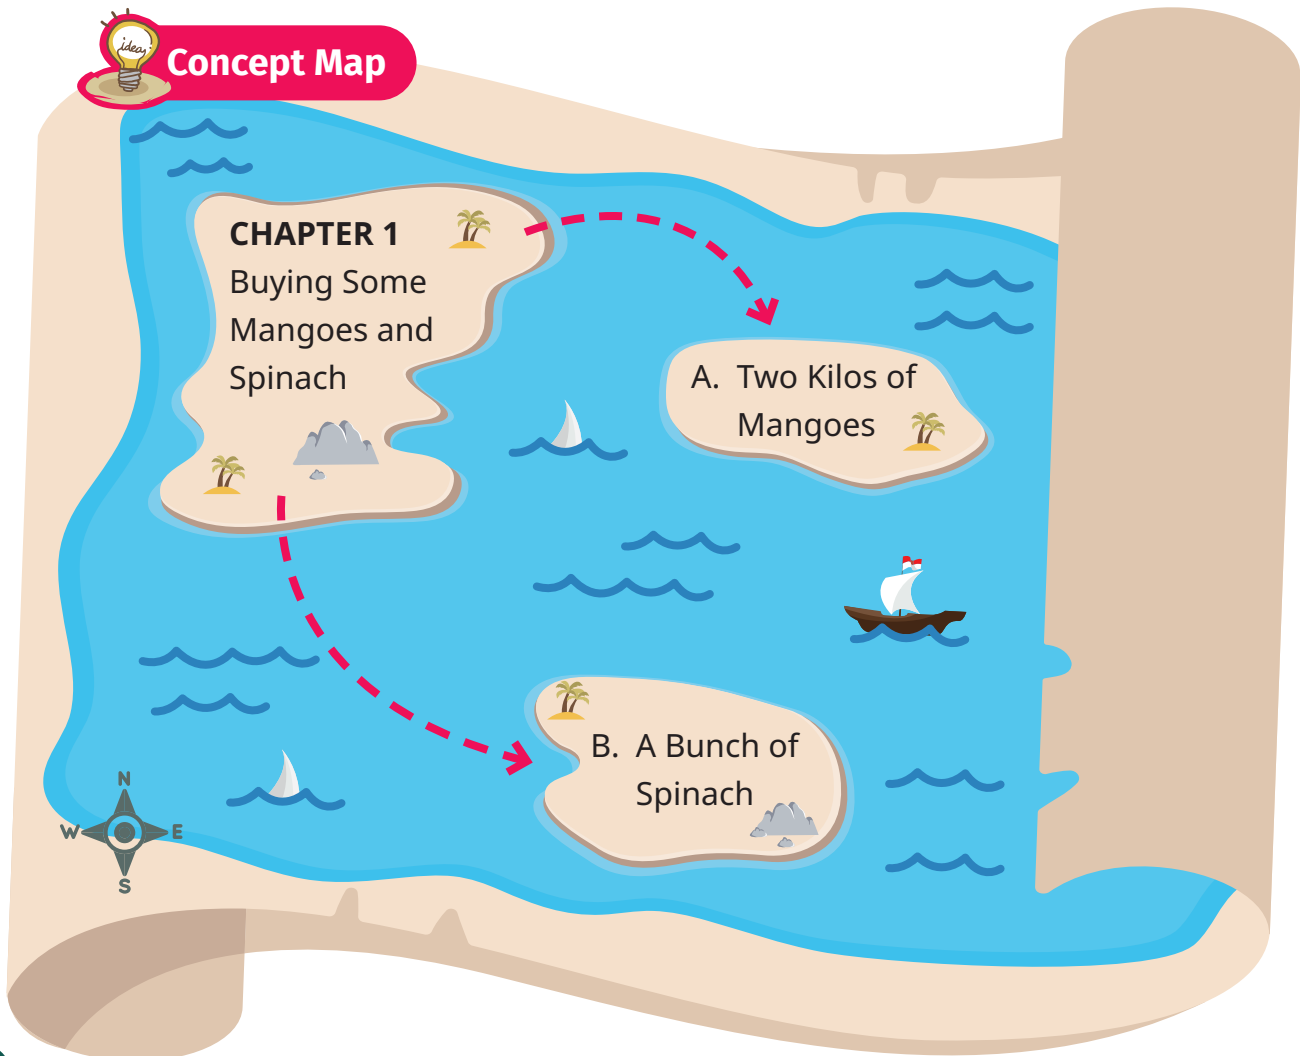 idea
Concept Map
CHAPTER 1
Buying Some
Mangoes and
Spinach
A. Two Kilos of
Mangoes
B. A Bunch of
Spinach
N
W E
S